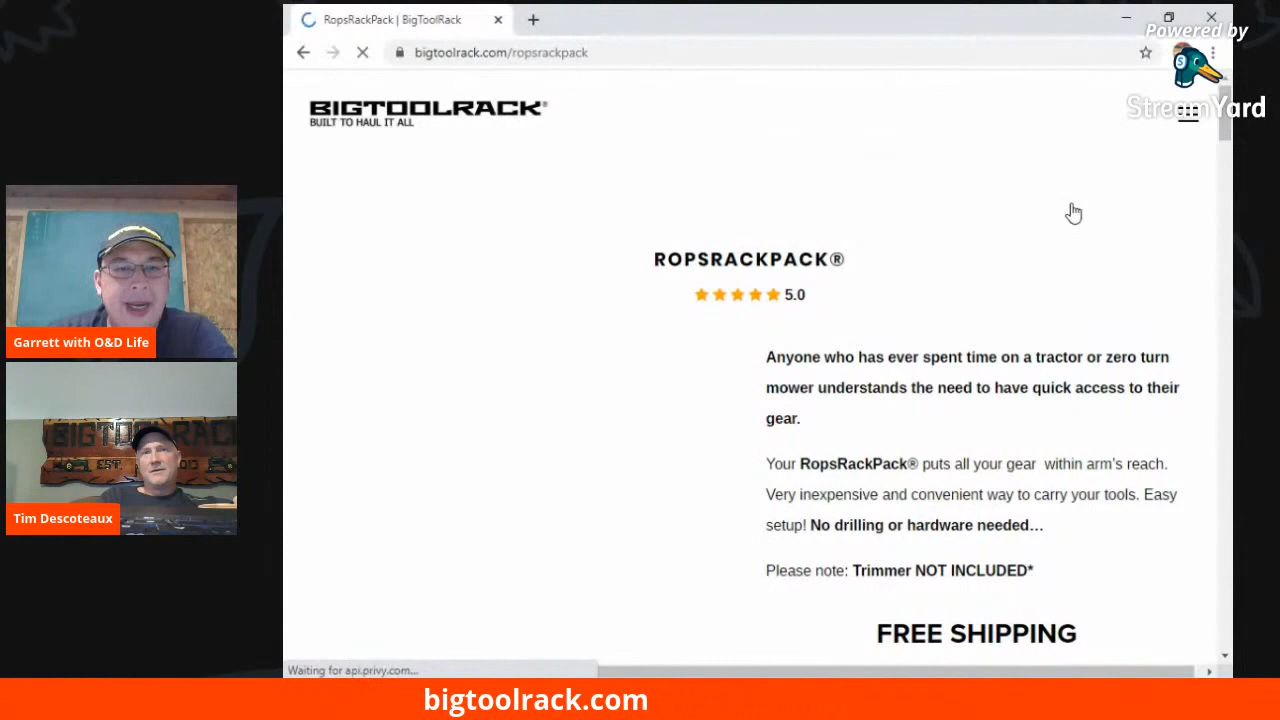 RopsRackPack | BigToolRack
Powered by
bigtoolrack.com/ropsrackpack
StreamYard
BIGTOOLRACK®
BUILT TO HAUL IT ALL
ROPSRACKPACK®
5.0
Anyone who has ever spent time on a tractor or zero turn
mower understands the need to have quick access to their
gear.
Your RopsRackPack® puts all your gear within arm's reach.
Very inexpensive and convenient way to carry your tools. Easy
setup! No drilling or hardware needed…
Please note: Trimmer NOT INCLUDED*
FREE SHIPPING
Waiting for api.privy.com...
Garrett with O&D Life
BIGTOOLRACK
EST.
Tim Descoteaux
bigtoolrack.com